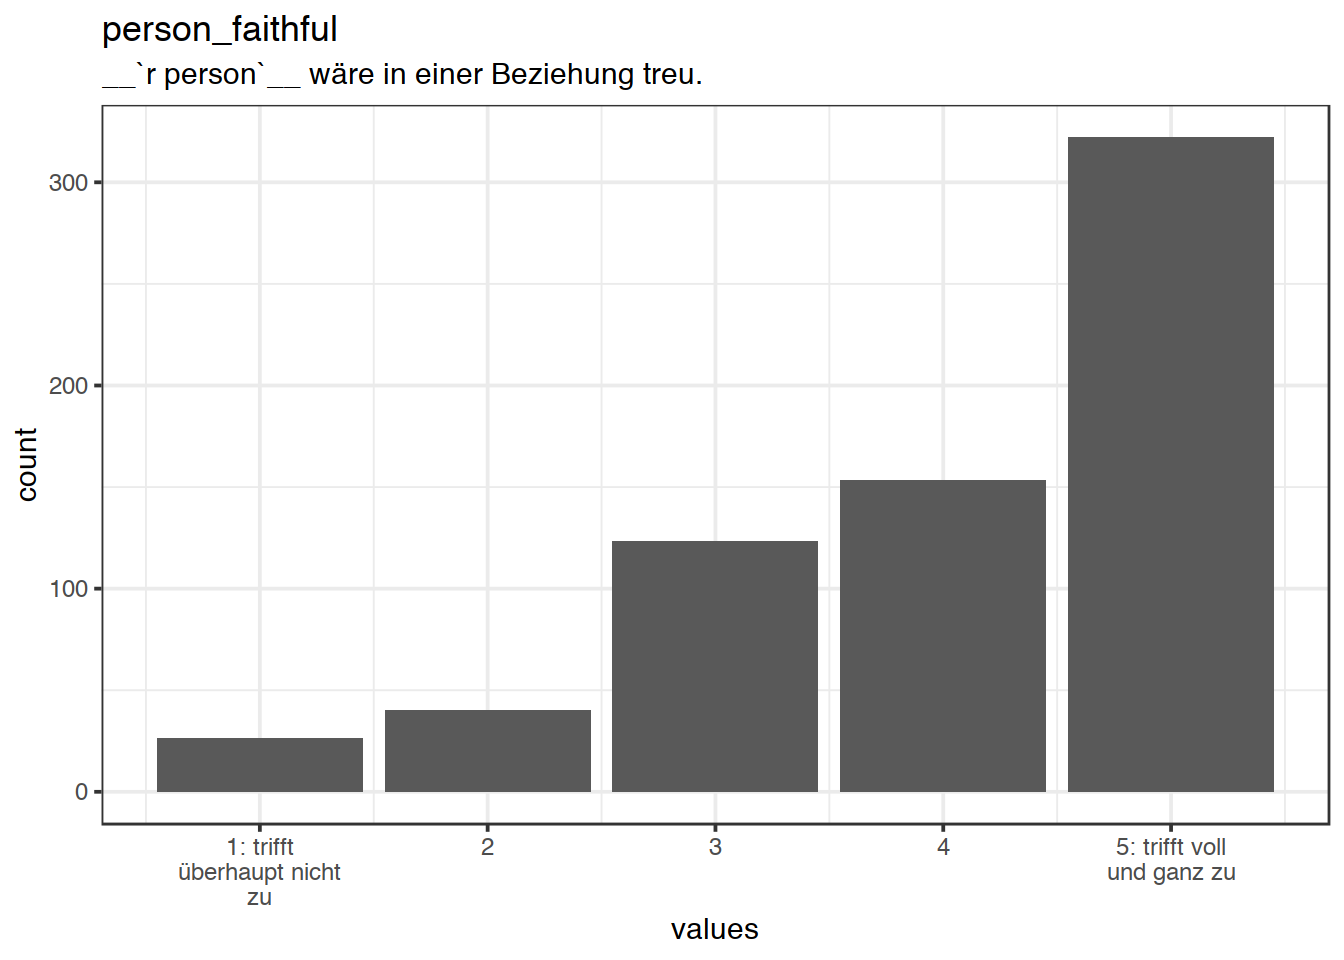 person_faithful
__`r person`__ wäre in einer Beziehung treu.
300
200
100
0
count
1: trifft
überhaupt nicht
zu
2
3
4
5: trifft voll
und ganz zu
values